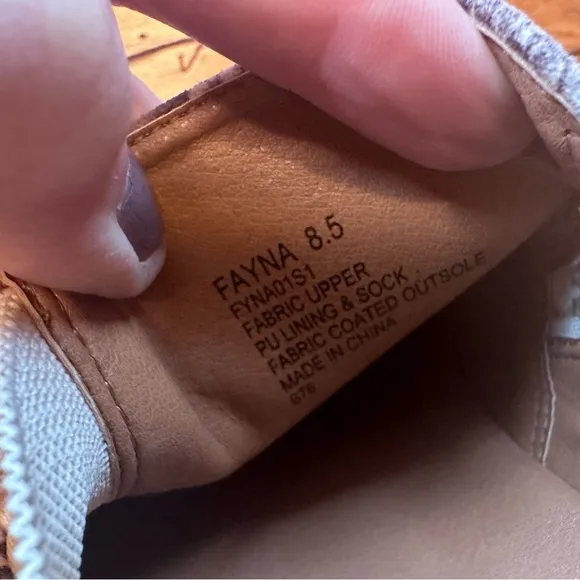 FAYNA 8.5
FYNA01S1
FABRIC UPPER
PU LINING & SOCK
FABRIC COATED OUTSOLE
MADE IN CHINA
676